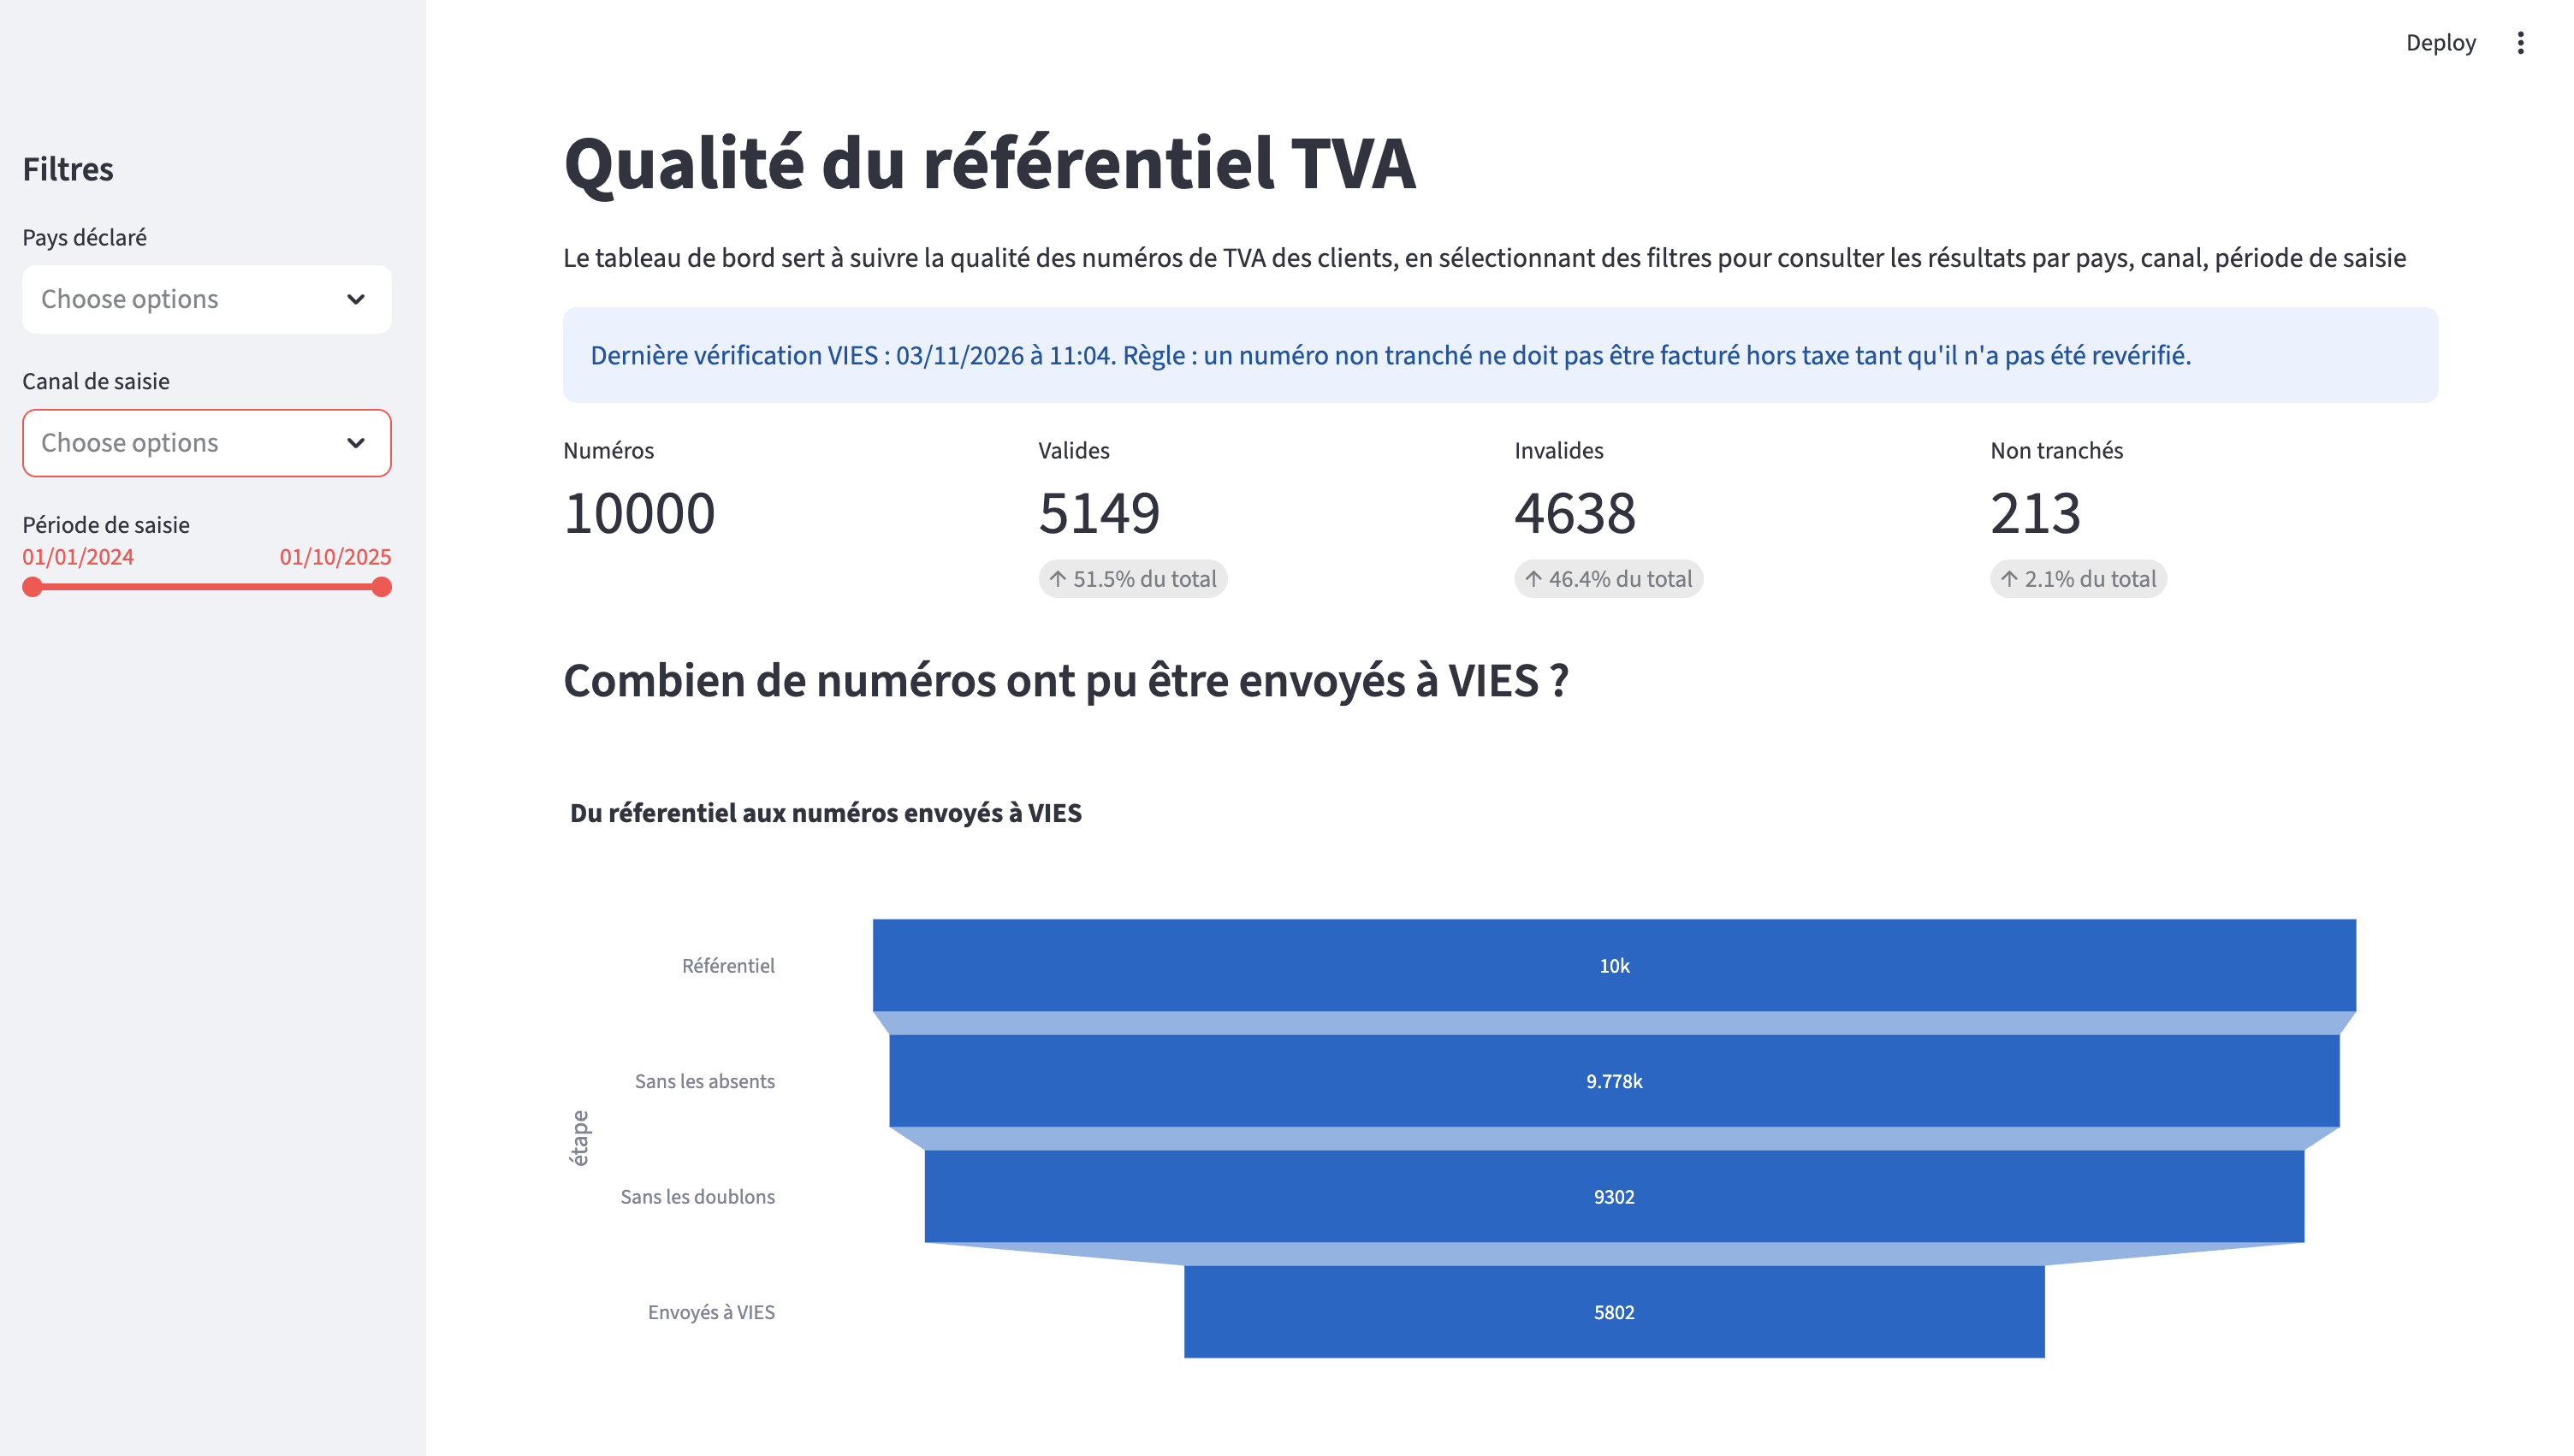 Deploy
Filtres
Pays déclaré
Choose options
Canal de saisie
Choose options
Période de saisie
01/01/2024 01/10/2025
Qualité du référentiel TVA
Le tableau de bord sert à suivre la qualité des numéros de TVA des clients, en sélectionnant des filtres pour consulter les résultats par pays, canal, période de saisie
Dernière vérification VIES : 03/11/2026 à 11:04. Règle : un numéro non tranché ne doit pas être facturé hors taxe tant qu'il n'a pas été revérifié.
Numéros
10000
Valides
5149
↑ 51.5% du total
Invalides
4638
↑ 46.4% du total
Non tranchés
213
↑ 2.1% du total
Combien de numéros ont pu être envoyés à VIES ?
Du réferentiel aux numéros envoyés à VIES
étape
Référentiel 10k
Sans les absents 9.778k
Sans les doublons 9302
Envoyés à VIES 5802